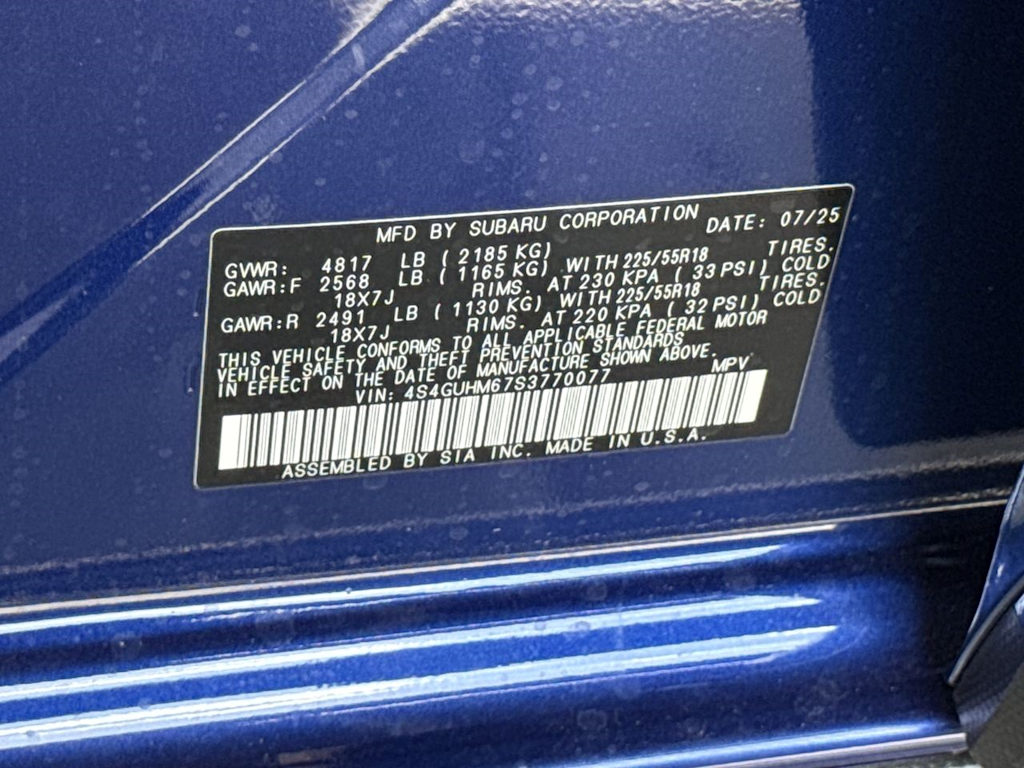 MFD BY SUBARU CORPORATION DATE: 07/25
GVWR: 4817 LB ( 2185 KG)
GAWR:F 2568 LB ( 1165 KG) WITH 225/55R18 TIRES.
18X7J RIMS. AT 230 KPA ( 33 PSI) COLD
GAWR:R 2491 LB ( 1130 KG) WITH 225/55R18 TIRES.
18X7J RIMS. AT 220 KPA ( 32 PSI) COLD
THIS VEHICLE CONFORMS TO ALL APPLICABLE FEDERAL MOTOR
VEHICLE SAFETY AND THEFT PREVENTION STANDARDS
IN EFFECT ON THE DATE OF MANUFACTURE SHOWN ABOVE.
VIN: 4S4GUHM67S3770077 MPV
ASSEMBLED BY SIA INC. MADE IN U.S.A.